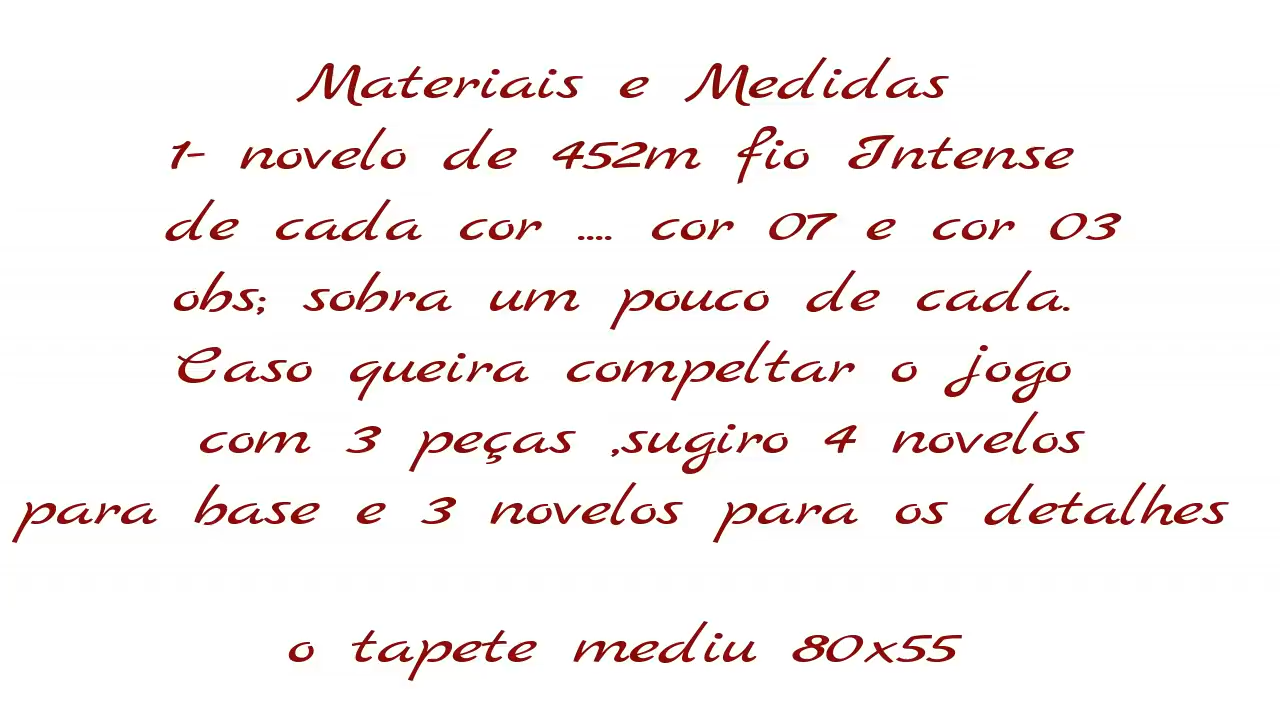 Materiais e Medidas
1- novelo de 452m fio Intense
de cada cor .... cor 07 e cor 03
obs; sobra um pouco de cada.
Caso queira compeltar o jogo
com 3 peças ,sugiro 4 novelos
para base e 3 novelos para os detalhes
o tapete mediu 80x55